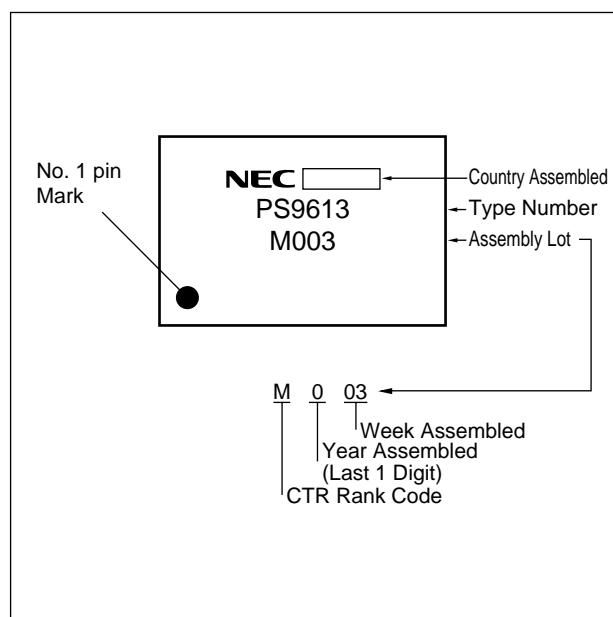 No. 1 pin
Mark
NEC
Country Assembled
PS9613
Type Number
M003
Assembly Lot
M 0 03
Week Assembled
Year Assembled
(Last 1 Digit)
CTR Rank Code